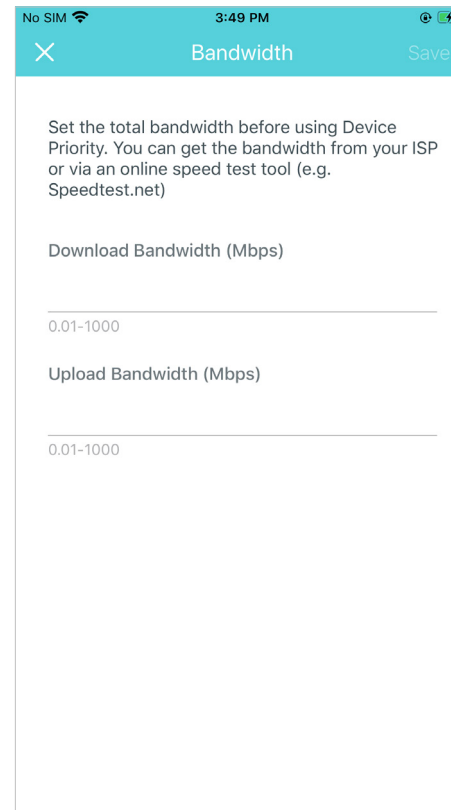 No SIM 3:49 PM
Bandwidth Save
Set the total bandwidth before using Device
Priority. You can get the bandwidth from your ISP
or via an online speed test tool (e.g.
Speedtest.net)
Download Bandwidth (Mbps)
0.01-1000
Upload Bandwidth (Mbps)
0.01-1000